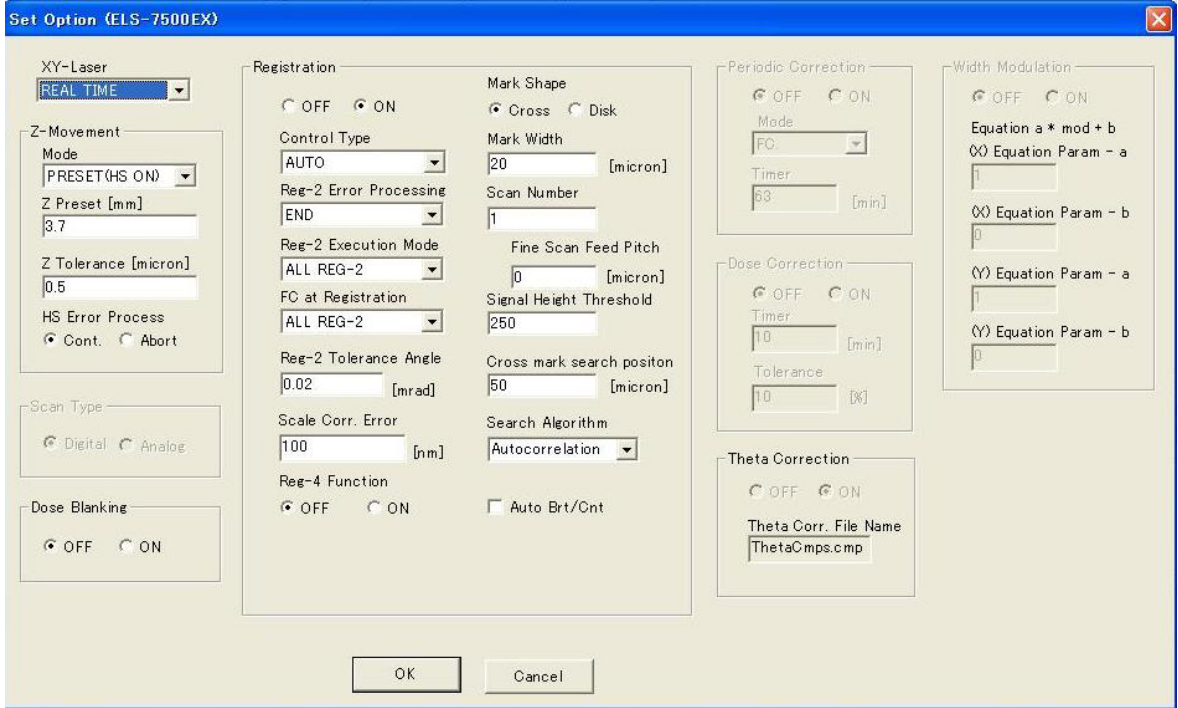 Set Option (ELS-7500EX)
XY-Laser
REAL TIME
Z-Movement
Mode
PRESET(HS ON)
Z Preset [mm]
3.7
Z Tolerance [micron]
0.5
HS Error Process
Cont. Abort
Scan Type
Digital Analog
Dose Blanking
OFF ON
Registration
OFF ON
Control Type
AUTO
Reg-2 Error Processing
END
Reg-2 Execution Mode
ALL REG-2
FC at Registration
ALL REG-2
Reg-2 Tolerance Angle
0.02 [mrad]
Scale Corr. Error
100 [nm]
Reg-4 Function
OFF ON
Mark Shape
Cross Disk
Mark Width
20 [micron]
Scan Number
1
Fine Scan Feed Pitch
0 [micron]
Signal Height Threshold
250
Cross mark search positon
50 [micron]
Search Algorithm
Autocorrelation
Auto Brt/Cnt
Periodic Correction
OFF ON
Mode
FC.
Timer
63 [min]
Dose Correction
OFF ON
Timer
10 [min]
Tolerance
10 [%]
Theta Correction
OFF ON
Theta Corr. File Name
ThetaCmps.cmp
Width Modulation
OFF ON
Equation a * mod + b
(X) Equation Param - a
1
(X) Equation Param - b
0
(Y) Equation Param - a
1
(Y) Equation Param - b
0
OK Cancel